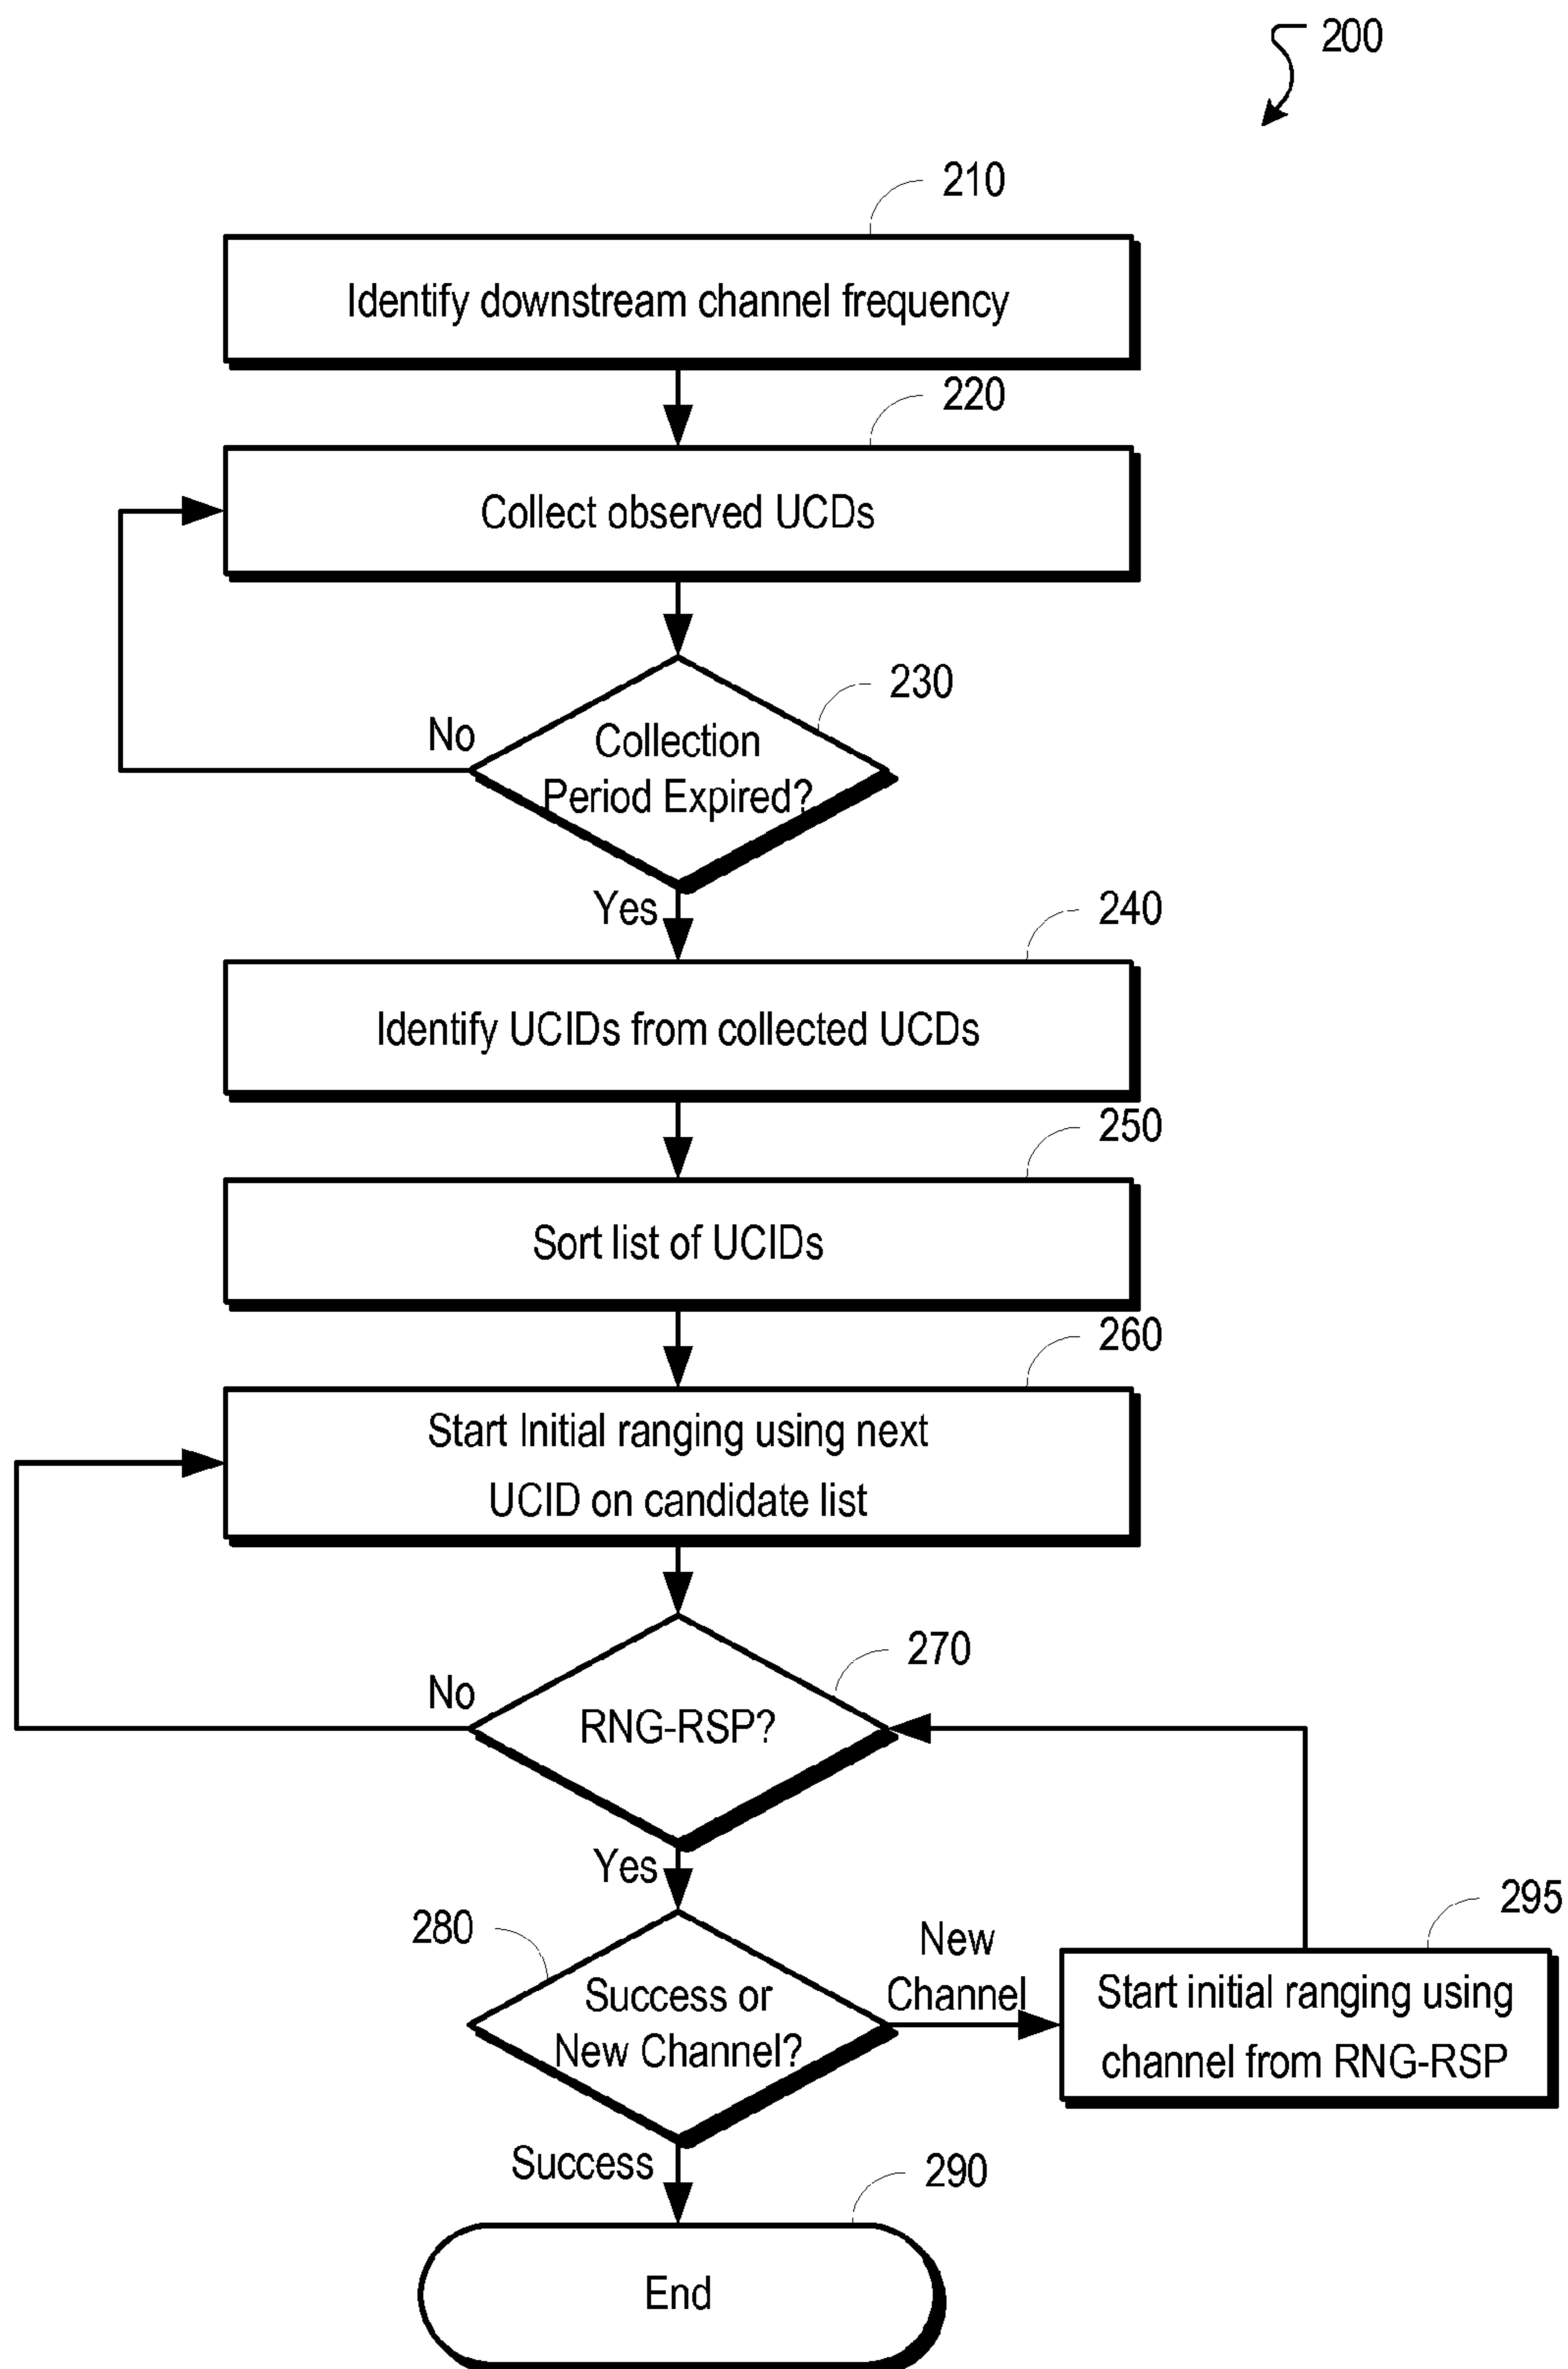 200
210
Identify downstream channel frequency
220
Collect observed UCDs
230
No
Collection
Period Expired?
Yes
240
Identify UCIDs from collected UCDs
250
Sort list of UCIDs
260
Start Initial ranging using next
UCID on candidate list
270
No
RNG-RSP?
Yes
280
Success or
New Channel?
New
Channel
295
Start initial ranging using
channel from RNG-RSP
Success
290
End